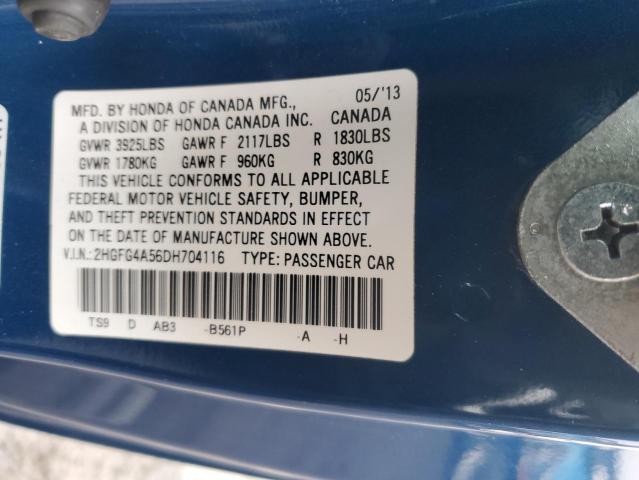 05/'13
MFD. BY HONDA OF CANADA MFG.,
A DIVISION OF HONDA CANADA INC. CANADA
GVWR 3925LBS GAWR F 2117LBS R 1830LBS
GVWR 1780KG GAWR F 960KG R 830KG
THIS VEHICLE CONFORMS TO ALL APPLICABLE
FEDERAL MOTOR VEHICLE SAFETY, BUMPER,
AND THEFT PREVENTION STANDARDS IN EFFECT
ON THE DATE OF MANUFACTURE SHOWN ABOVE.
V.I.N.: 2HGFG4A56DH704116 TYPE: PASSENGER CAR
TS9 D AB3 -B561P -A -H